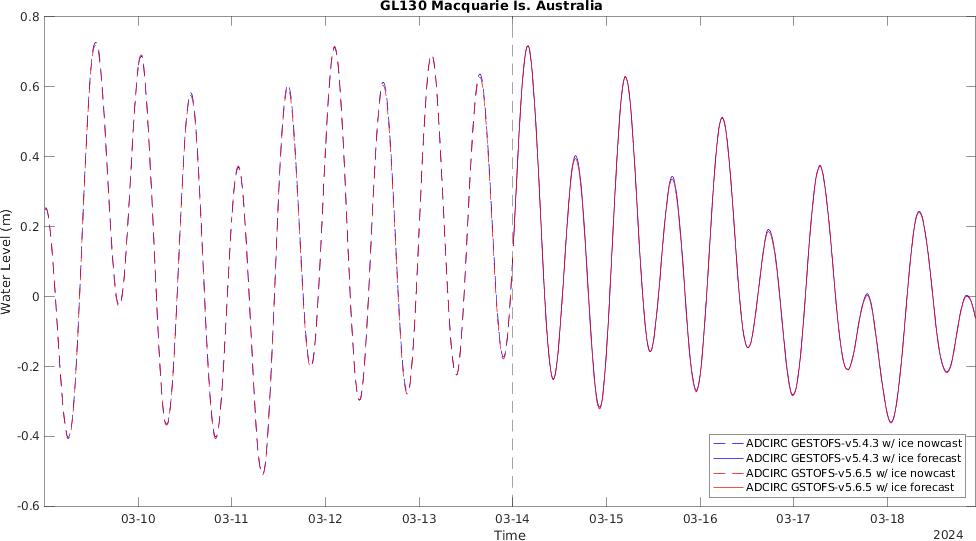 GL130 Macquarie Is. Australia
0.8
0.6
0.4
0.2
0
-0.2
-0.4
-0.6
Water Level (m)
ADCIRC GESTOFS-v5.4.3 w/ ice nowcast
ADCIRC GESTOFS-v5.4.3 w/ ice forecast
ADCIRC GSTOFS-v5.6.5 w/ ice nowcast
ADCIRC GSTOFS-v5.6.5 w/ ice forecast
03-10 03-11 03-12 03-13 03-14 03-15 03-16 03-17 03-18
Time
2024